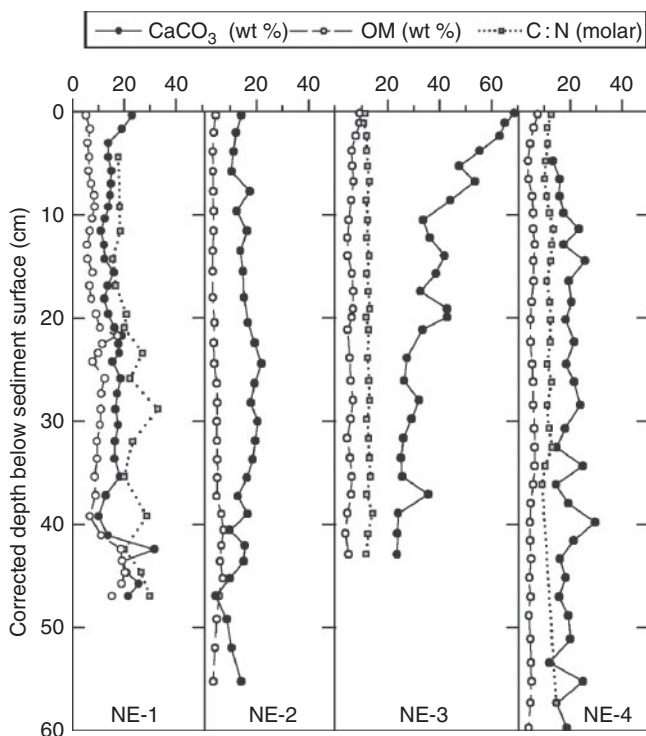 CaCO3 (wt %) OM (wt %) C:N (molar)
0 20 40 0 20 40 0 20 40 60 0 20 40
0
10
20
30
40
50
60
Corrected depth below sediment surface (cm)
NE-1 NE-2 NE-3 NE-4